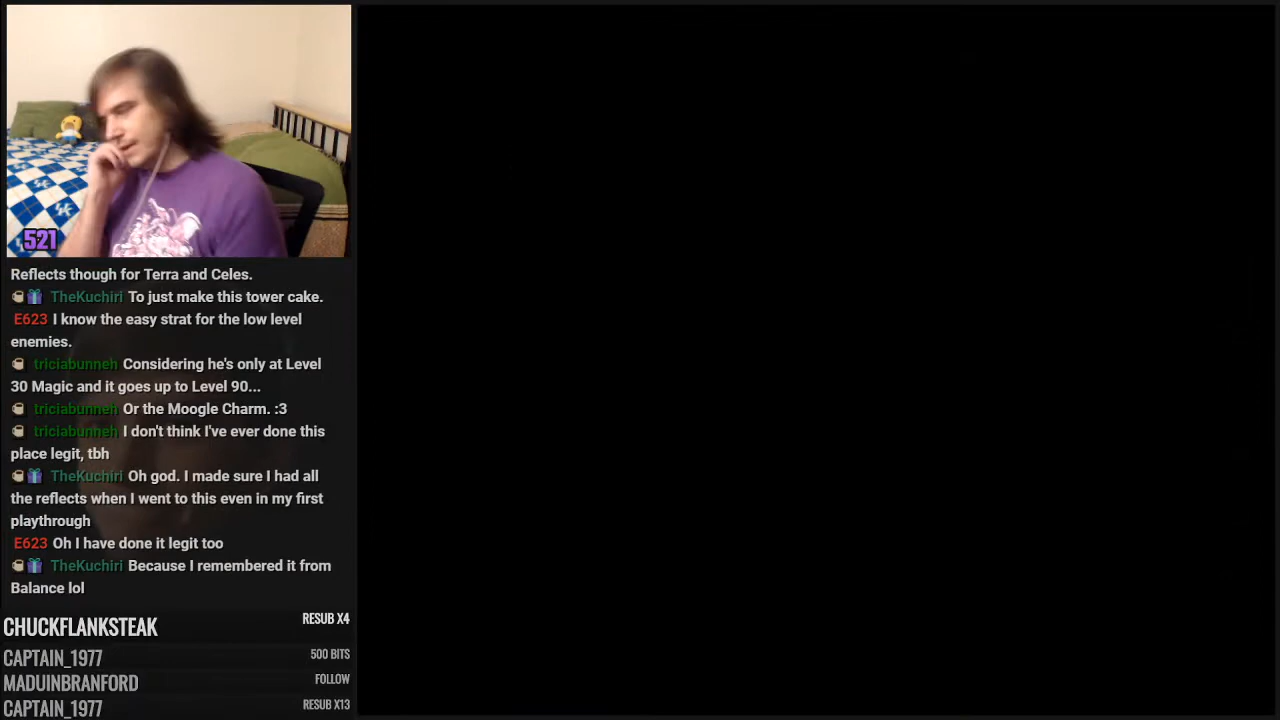 521
Reflects though for Terra and Celes.
TheKuchiri To just make this tower cake.
E623 I know the easy strat for the low level
enemies.
triciabunneh Considering he's only at Level
30 Magic and it goes up to Level 90...
triciabunneh Or the Moogle Charm. :3
triciabunneh I don't think I've ever done this
place legit, tbh
TheKuchiri Oh god. I made sure I had all
the reflects when I went to this even in my first
playthrough
E623 Oh I have done it legit too
TheKuchiri Because I remembered it from
Balance lol
CHUCKFLANKSTEAK RESUB X4
CAPTAIN_1977 500 BITS
MADUINBRANFORD FOLLOW
CAPTAIN_1977 RESUB X13